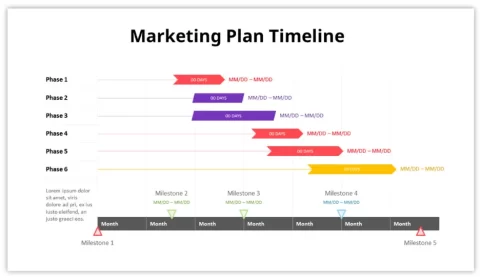 Marketing Plan Timeline
Phase 1
00 DAYS
MM/DD – MM/DD
Phase 2
00 DAYS
MM/DD – MM/DD
Phase 3
00 DAYS
MM/DD – MM/DD
Phase 4
00 DAYS
MM/DD – MM/DD
Phase 5
00 DAYS
MM/DD – MM/DD
Phase 6
00 DAYS
MM/DD – MM/DD
Lorem ipsum dolor
sit amet, viris
dolore ad pri, ex ius
iusto eleifend, an
justo graeci eos.
Milestone 2
MM/DD – MM/DD
Milestone 3
MM/DD – MM/DD
Milestone 4
MM/DD – MM/DD
Month Month Month Month Month Month Month
Milestone 1
Milestone 5